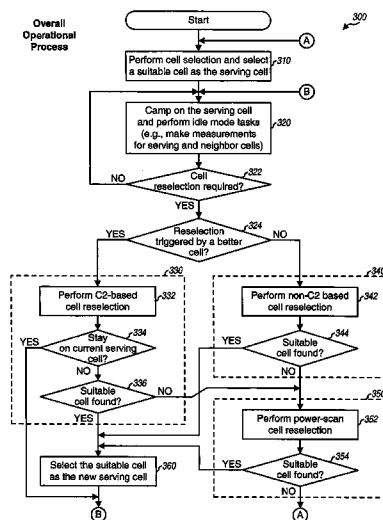 Overall
Operational
Process
300
Start
A
Perform cell selection and select
a suitable cell as the serving cell
310
B
Camp on the serving cell
and perform idle mode tasks
(e.g., make measurements
for serving and neighbor cells)
320
322
Cell
reselection required?
NO
YES
324
Reselection
triggered by a better
cell?
YES
NO
330
Perform C2-based
cell reselection
332
334
Stay
on current serving
cell?
YES
NO
336
Suitable
cell found?
NO
YES
340
Perform non-C2 based
cell reselection
342
344
Suitable
cell found?
YES
NO
350
Perform power-scan
cell reselection
352
354
Suitable
cell found?
YES
NO
Select the suitable cell
as the new serving cell
360
B
A